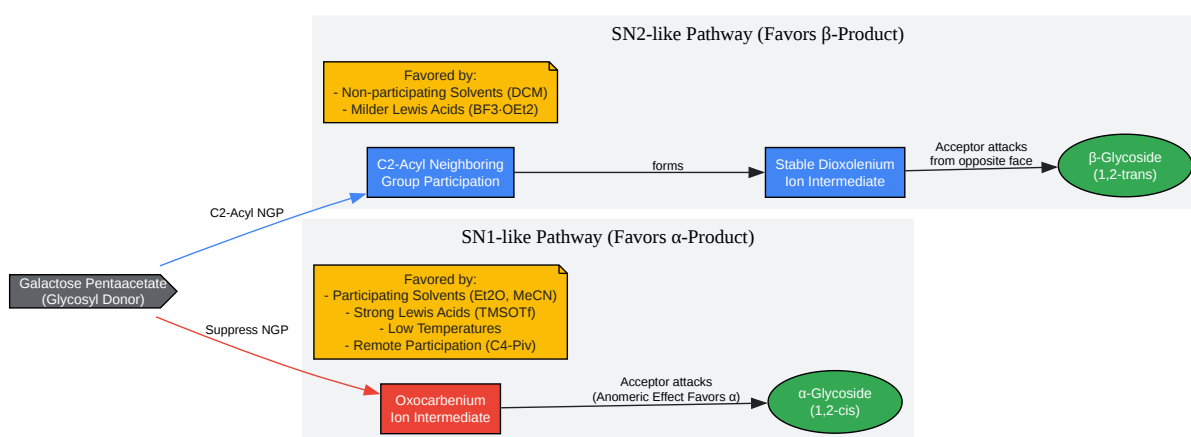 SN2-like Pathway (Favors β-Product)
Favored by:
- Non-participating Solvents (DCM)
- Milder Lewis Acids (BF3·OEt2)
C2-Acyl Neighboring
Group Participation
forms
Stable Dioxolenium
Ion Intermediate
Acceptor attacks
from opposite face
β-Glycoside
(1,2-trans)
C2-Acyl NGP
Galactose Pentaacetate
(Glycosyl Donor)
Suppress NGP
SN1-like Pathway (Favors α-Product)
Favored by:
- Participating Solvents (Et2O, MeCN)
- Strong Lewis Acids (TMSOTf)
- Low Temperatures
- Remote Participation (C4-Piv)
Oxocarbenium
Ion Intermediate
Acceptor attacks
(Anomeric Effect Favors α)
α-Glycoside
(1,2-cis)